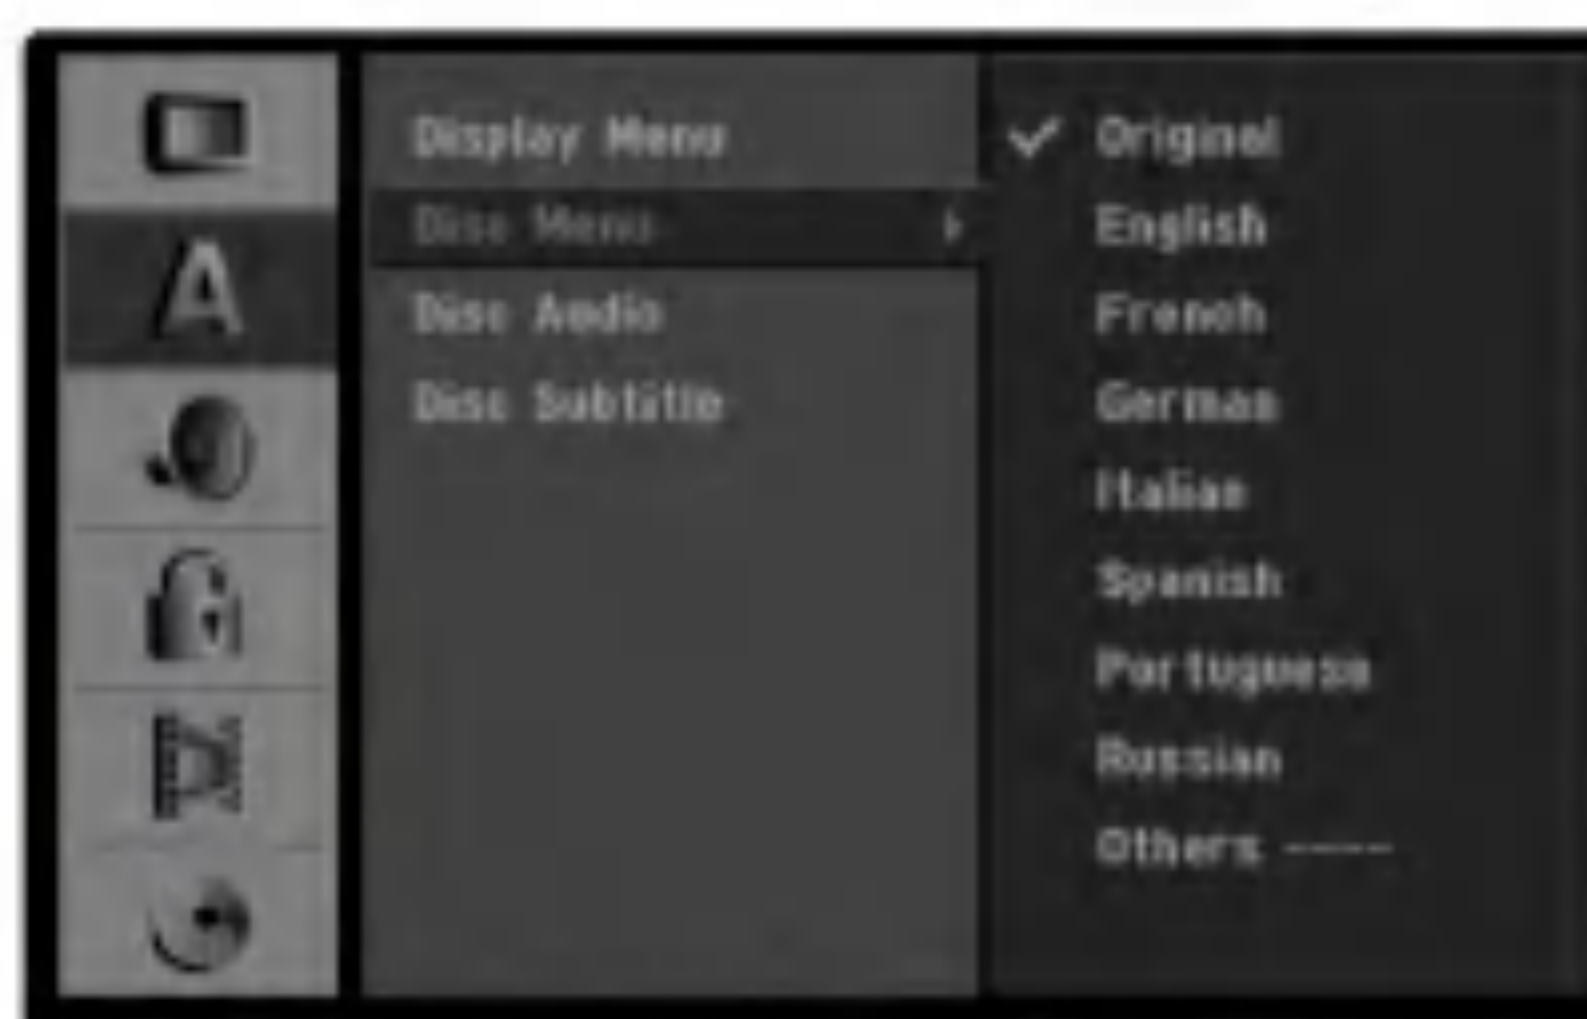 A
Display Menu
Disc Menu
Disc Audio
Disc Subtitle
Original
English
French
German
Italian
Spanish
Portuguese
Russian
Others ----